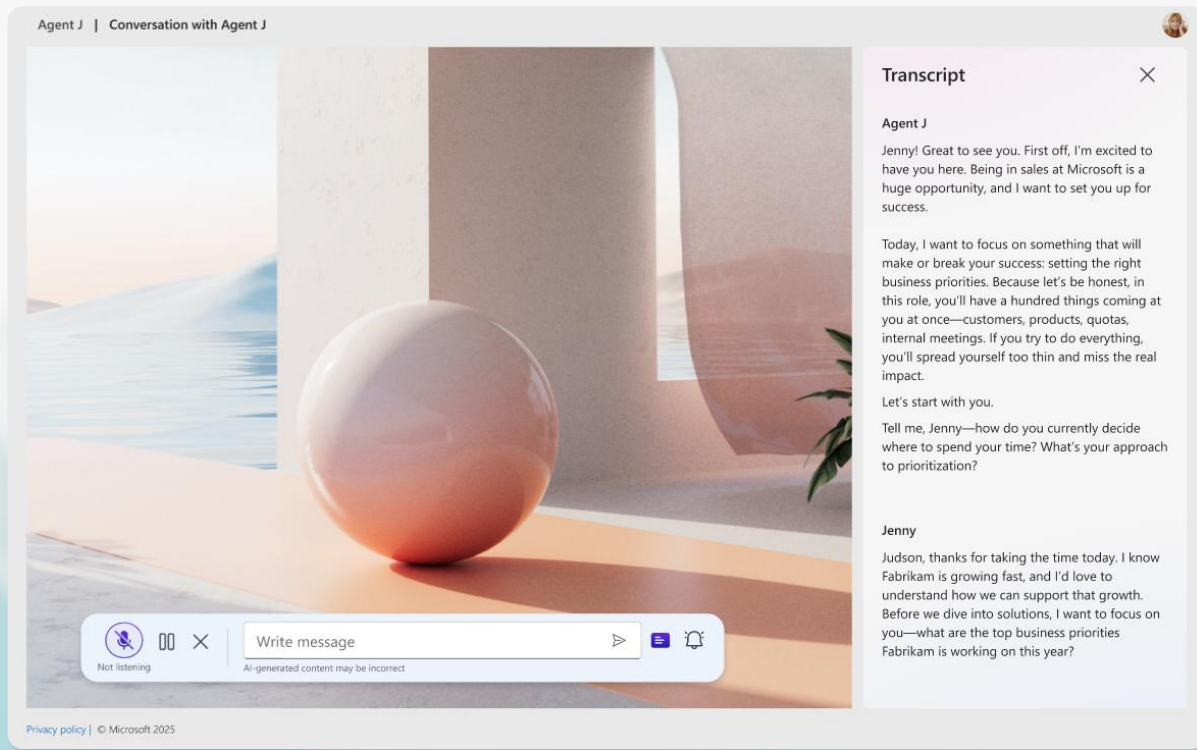 Agent J | Conversation with Agent J
Transcript
Agent J
Jenny! Great to see you. First off, I'm excited to
have you here. Being in sales at Microsoft is a
huge opportunity, and I want to set you up for
success.
Today, I want to focus on something that will
make or break your success: setting the right
business priorities. Because let's be honest, in
this role, you'll have a hundred things coming at
you at once—customers, products, quotas,
internal meetings. If you try to do everything,
you'll spread yourself too thin and miss the real
impact.
Let's start with you.
Tell me, Jenny—how do you currently decide
where to spend your time? What's your approach
to prioritization?
Jenny
Judson, thanks for taking the time today. I know
Fabrikam is growing fast, and I'd love to
understand how we can support that growth.
Before we dive into solutions, I want to focus on
you—what are the top business priorities
Fabrikam is working on this year?
Write message
Not listening
AI-generated content may be incorrect
Privacy policy | © Microsoft 2025